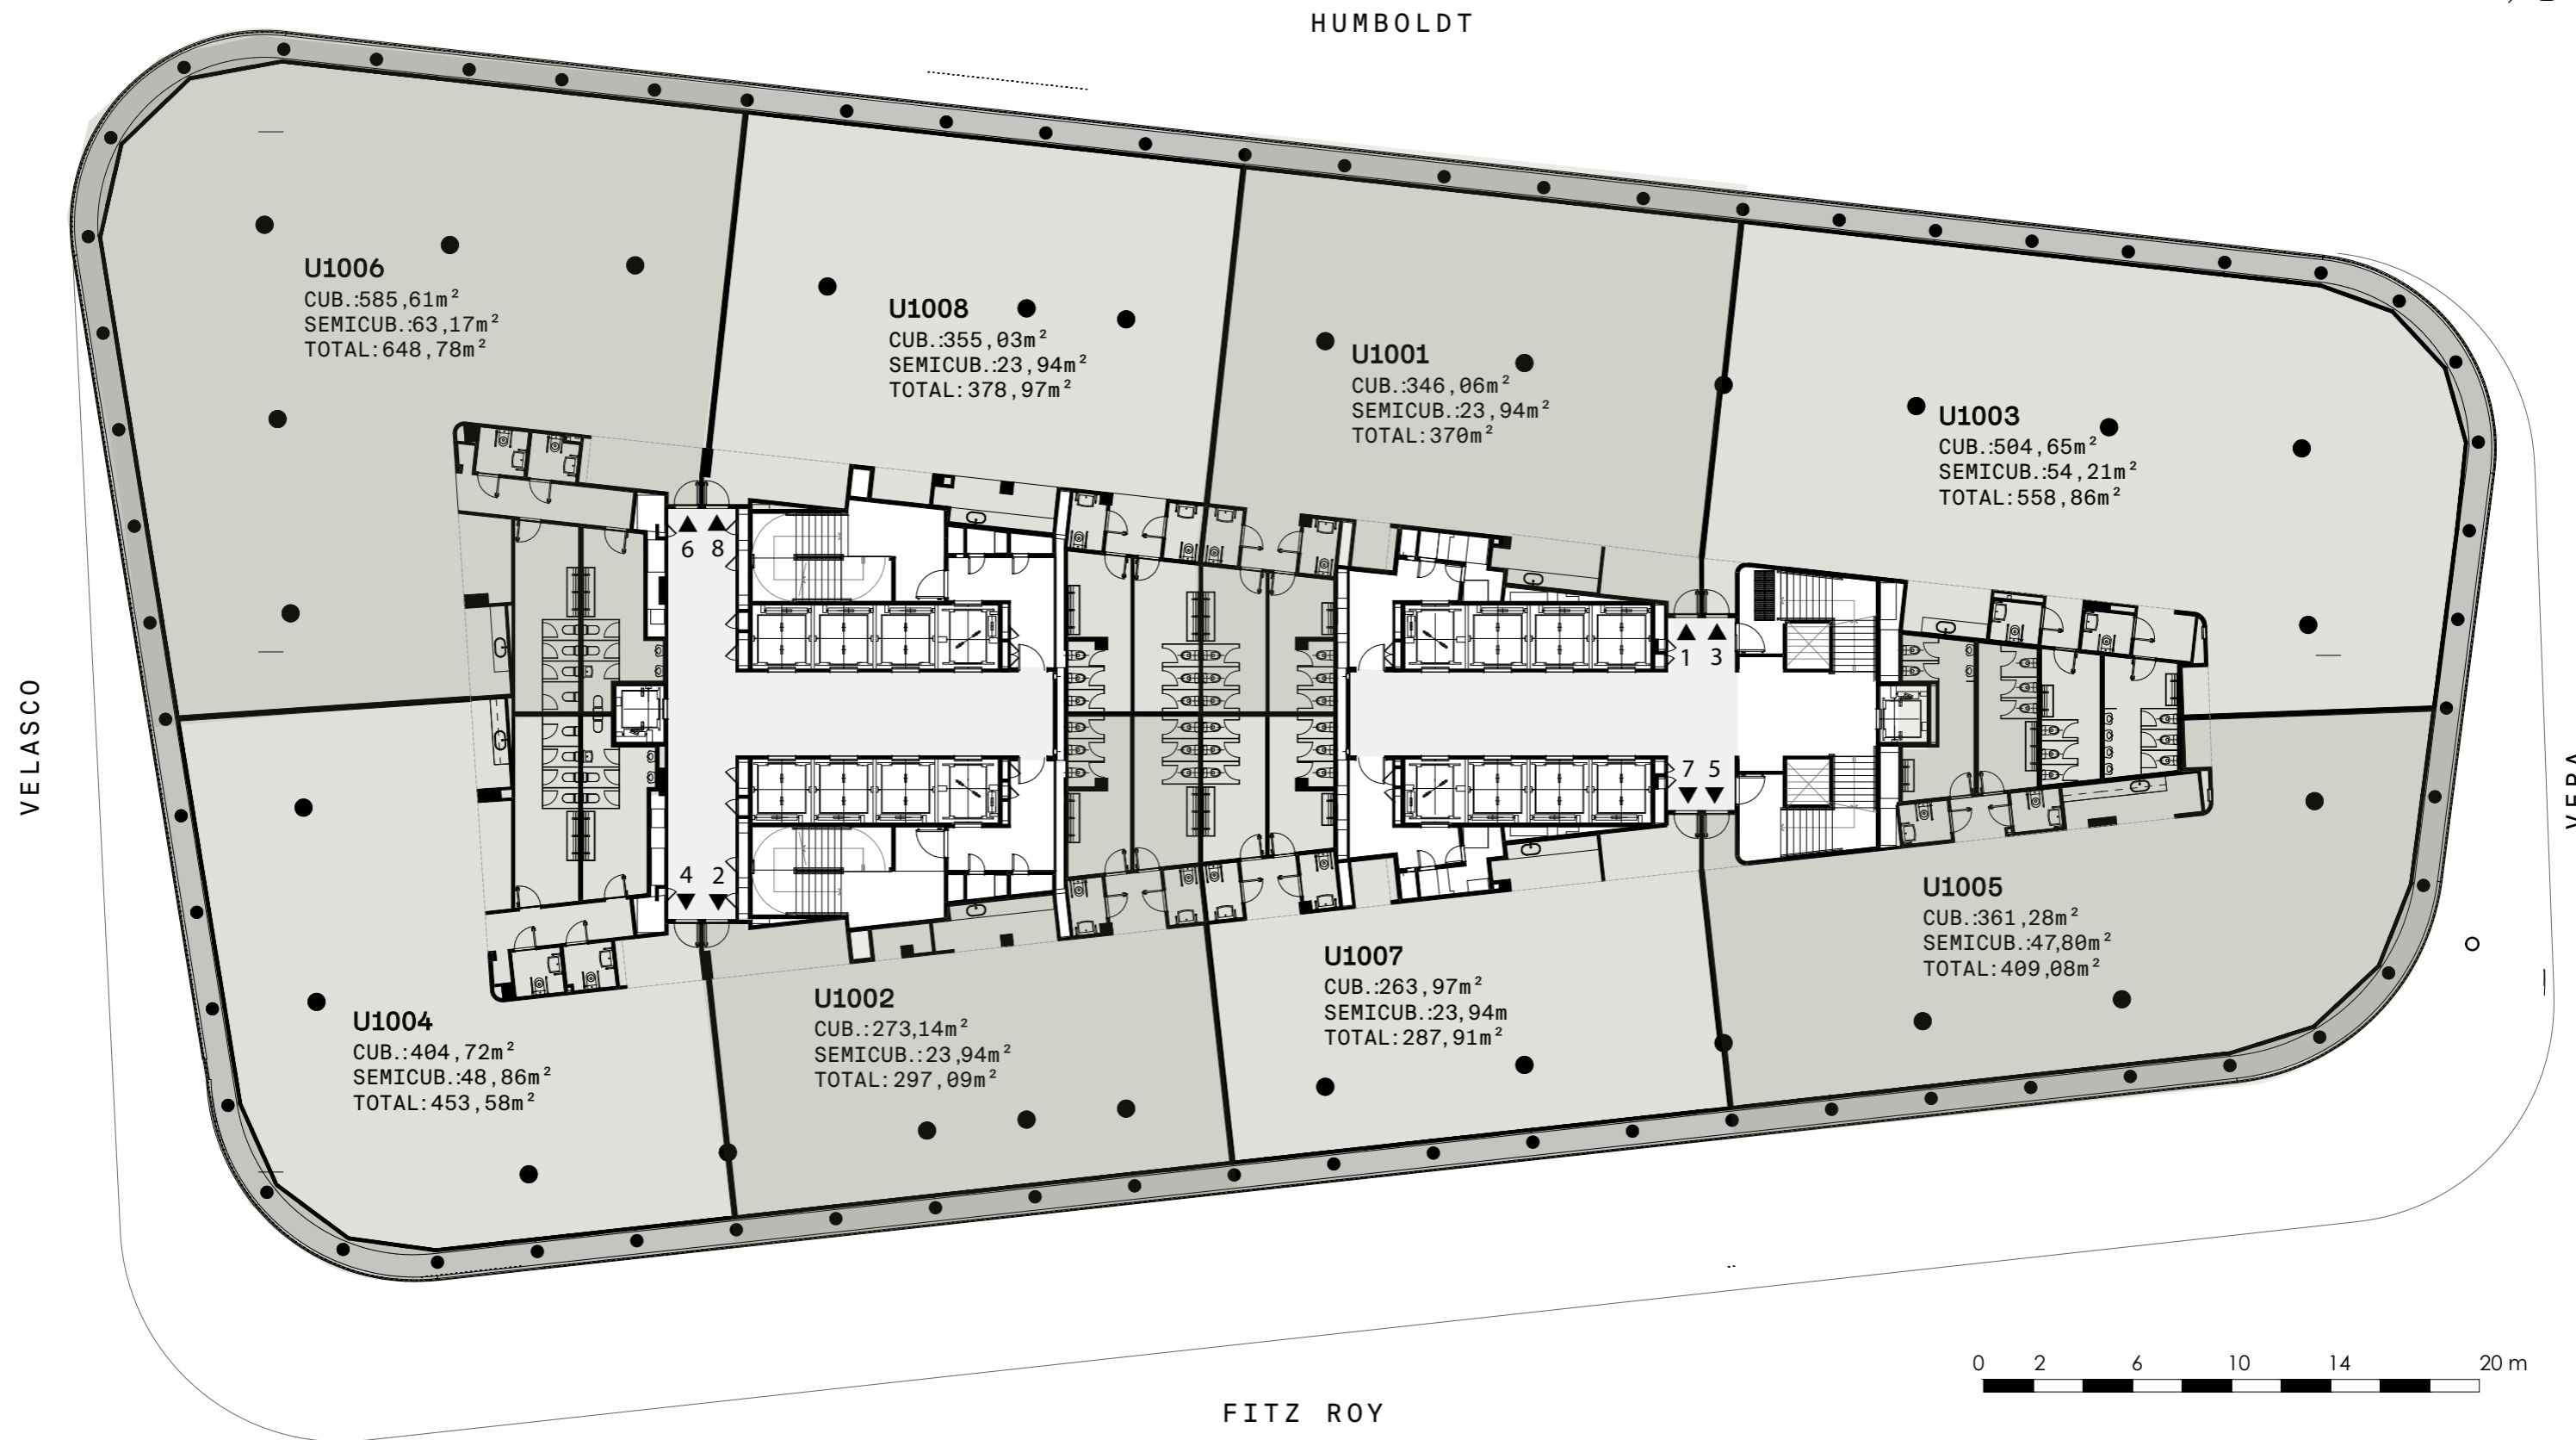 HUMBOLDT
U1006
CUB.:585,61m²
SEMICUB.:63,17m²
TOTAL:648,78m²
U1008
CUB.:355,03m²
SEMICUB.:23,94m²
TOTAL:378,97m²
U1001
CUB.:346,06m²
SEMICUB.:23,94m²
TOTAL:370m²
U1003
CUB.:504,65m²
SEMICUB.:54,21m²
TOTAL:558,86m²
6 8
1 3
VELASCO
VERA
7 5
4 2
U1004
CUB.:404,72m²
SEMICUB.:48,86m²
TOTAL:453,58m²
U1002
CUB.:273,14m²
SEMICUB.:23,94m²
TOTAL:297,09m²
U1007
CUB.:263,97m²
SEMICUB.:23,94m
TOTAL:287,91m²
U1005
CUB.:361,28m²
SEMICUB.:47,80m²
TOTAL:409,08m²
0 2 6 10 14 20 m
FITZ ROY